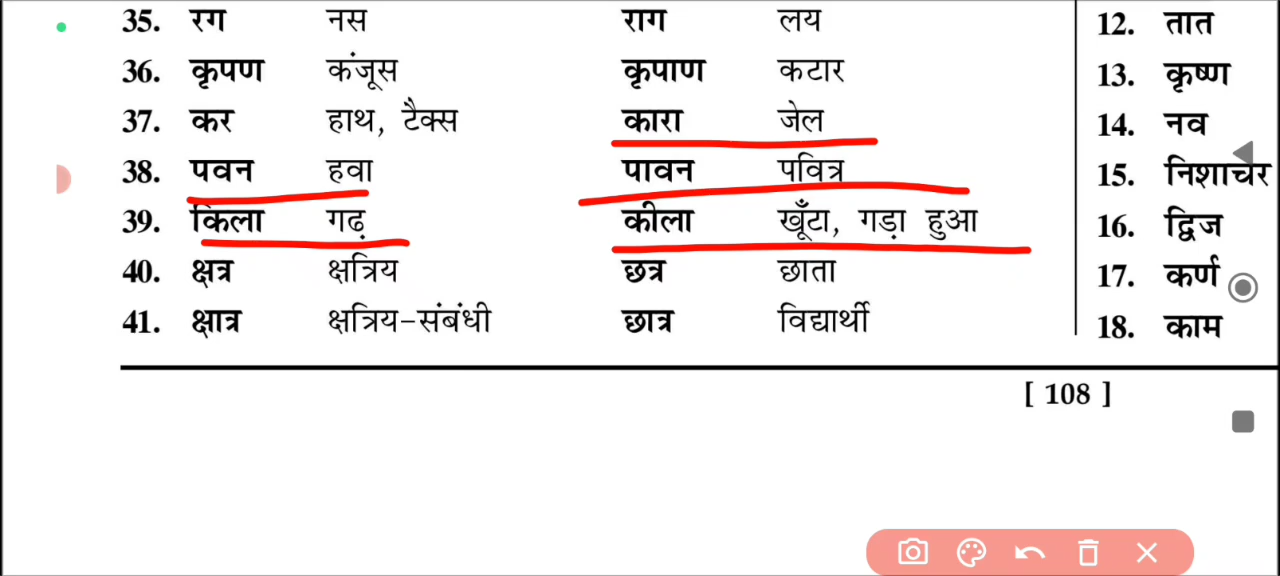 35. रग नस राग लय
36. कृपण कंजूस कृपाण कटार
37. कर हाथ, टैक्स कारा जेल
38. पवन हवा पावन पवित्र
39. किला गढ़ कीला खूँटा, गड़ा हुआ
40. क्षत्र क्षत्रिय छत्र छाता
41. क्षात्र क्षत्रिय-संबंधी छात्र विद्यार्थी
12. तात
13. कृष्ण
14. नव
15. निशाचर
16. द्विज
17. कर्ण
18. काम
[ 108 ]